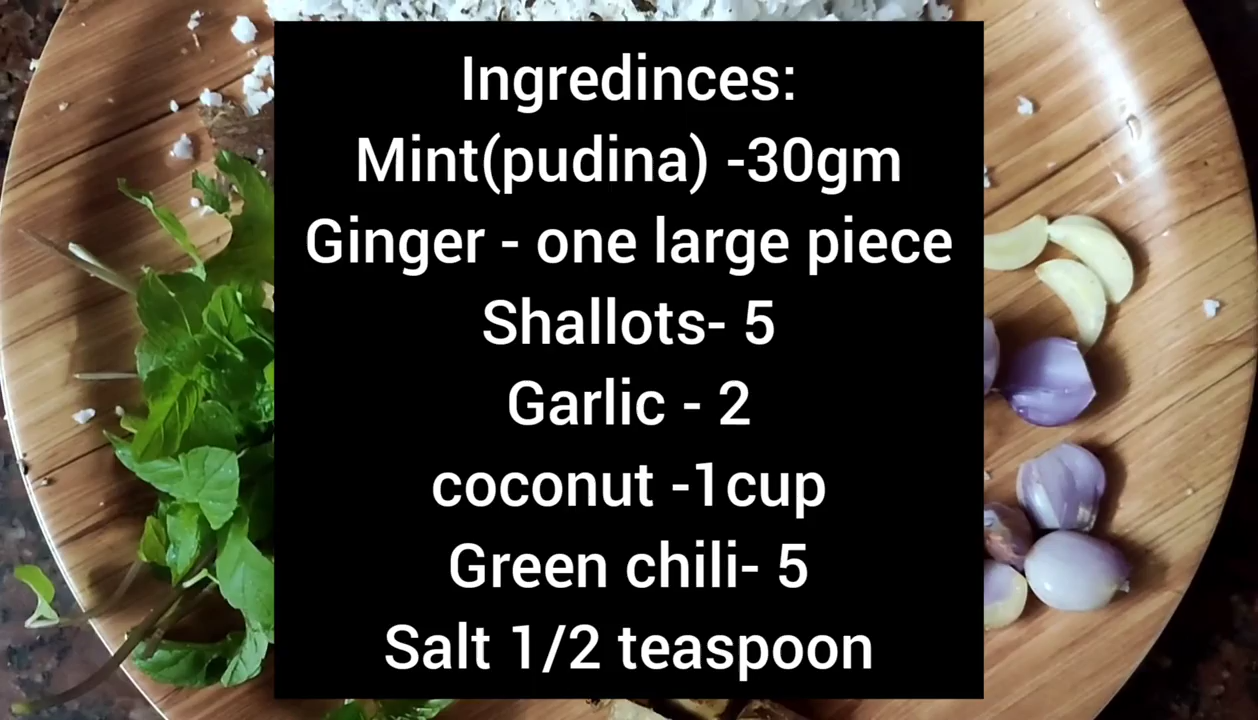 Ingredinces:
Mint(pudina) -30gm
Ginger - one large piece
Shallots- 5
Garlic - 2
coconut -1cup
Green chili- 5
Salt 1/2 teaspoon